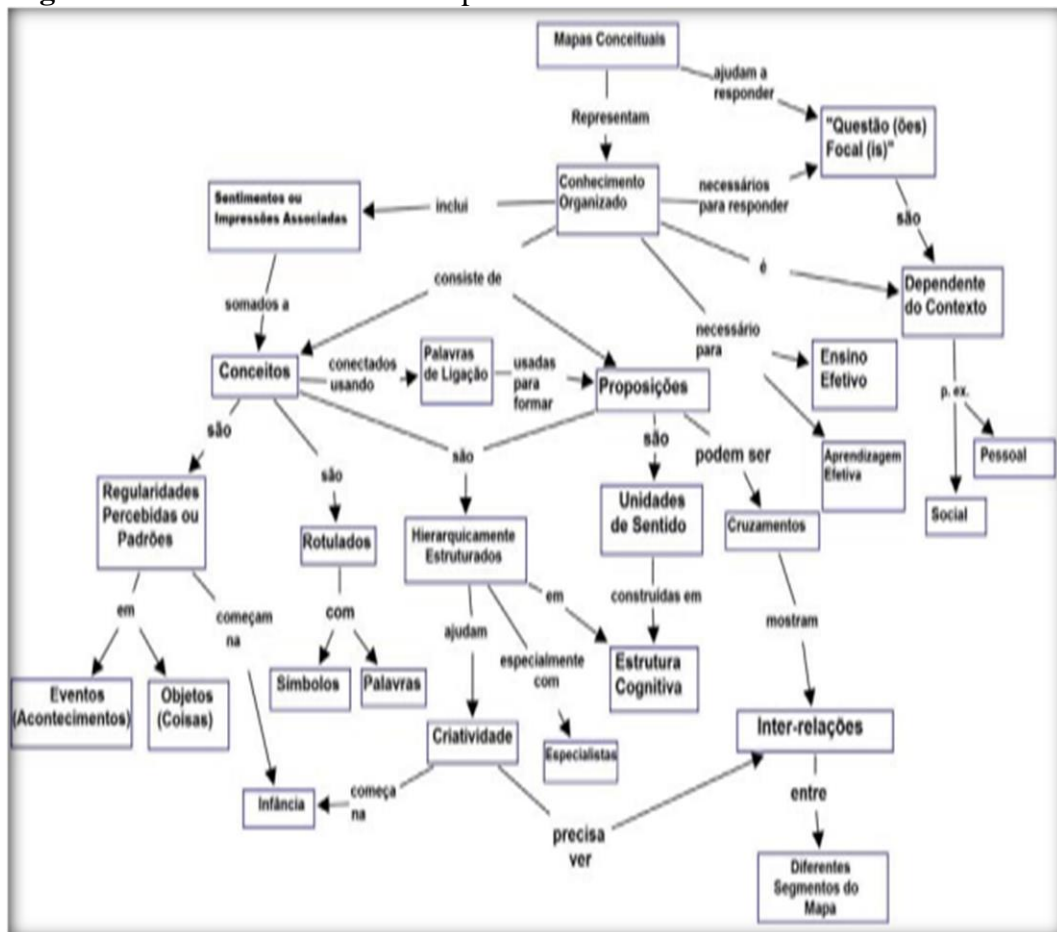 Mapas Conceituais
ajudam a
responder
Representam
"Questão (ões)
Focal (is)"
Conhecimento
Organizado
necessários
para responder
Sentimentos ou
Impressões Associadas
inclui
são
é
Dependente
do Contexto
consiste de
somados a
necessário
para
Conceitos
conectados
usando
Palavras
de Ligação
usadas
para
formar
Proposições
Ensino
Efetivo
p. ex.
são
são
são
são
podem ser
Aprendizagem
Efetiva
Pessoal
Regularidades
Percebidas ou
Padrões
Rotulados
Hierarquicamente
Estruturados
Unidades
de Sentido
Cruzamentos
Social
em
começam
na
com
ajudam
em
construídas em
mostram
especialmente
com
Eventos
(Acontecimentos)
Objetos
(Coisas)
Símbolos
Palavras
Estrutura
Cognitiva
Criatividade
Especialistas
Inter-relações
Infância
começa
na
precisa
ver
entre
Diferentes
Segmentos do
Mapa